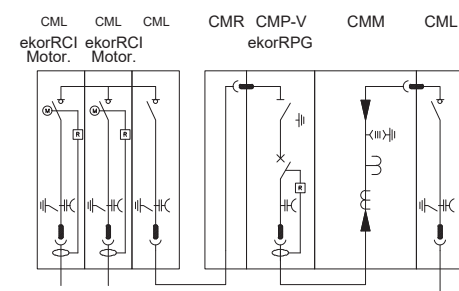 CML CML CML CMR CMP-V CMM CML
ekorRCI ekorRCI ekorRPG
Motor. Motor.
M M
R R
R